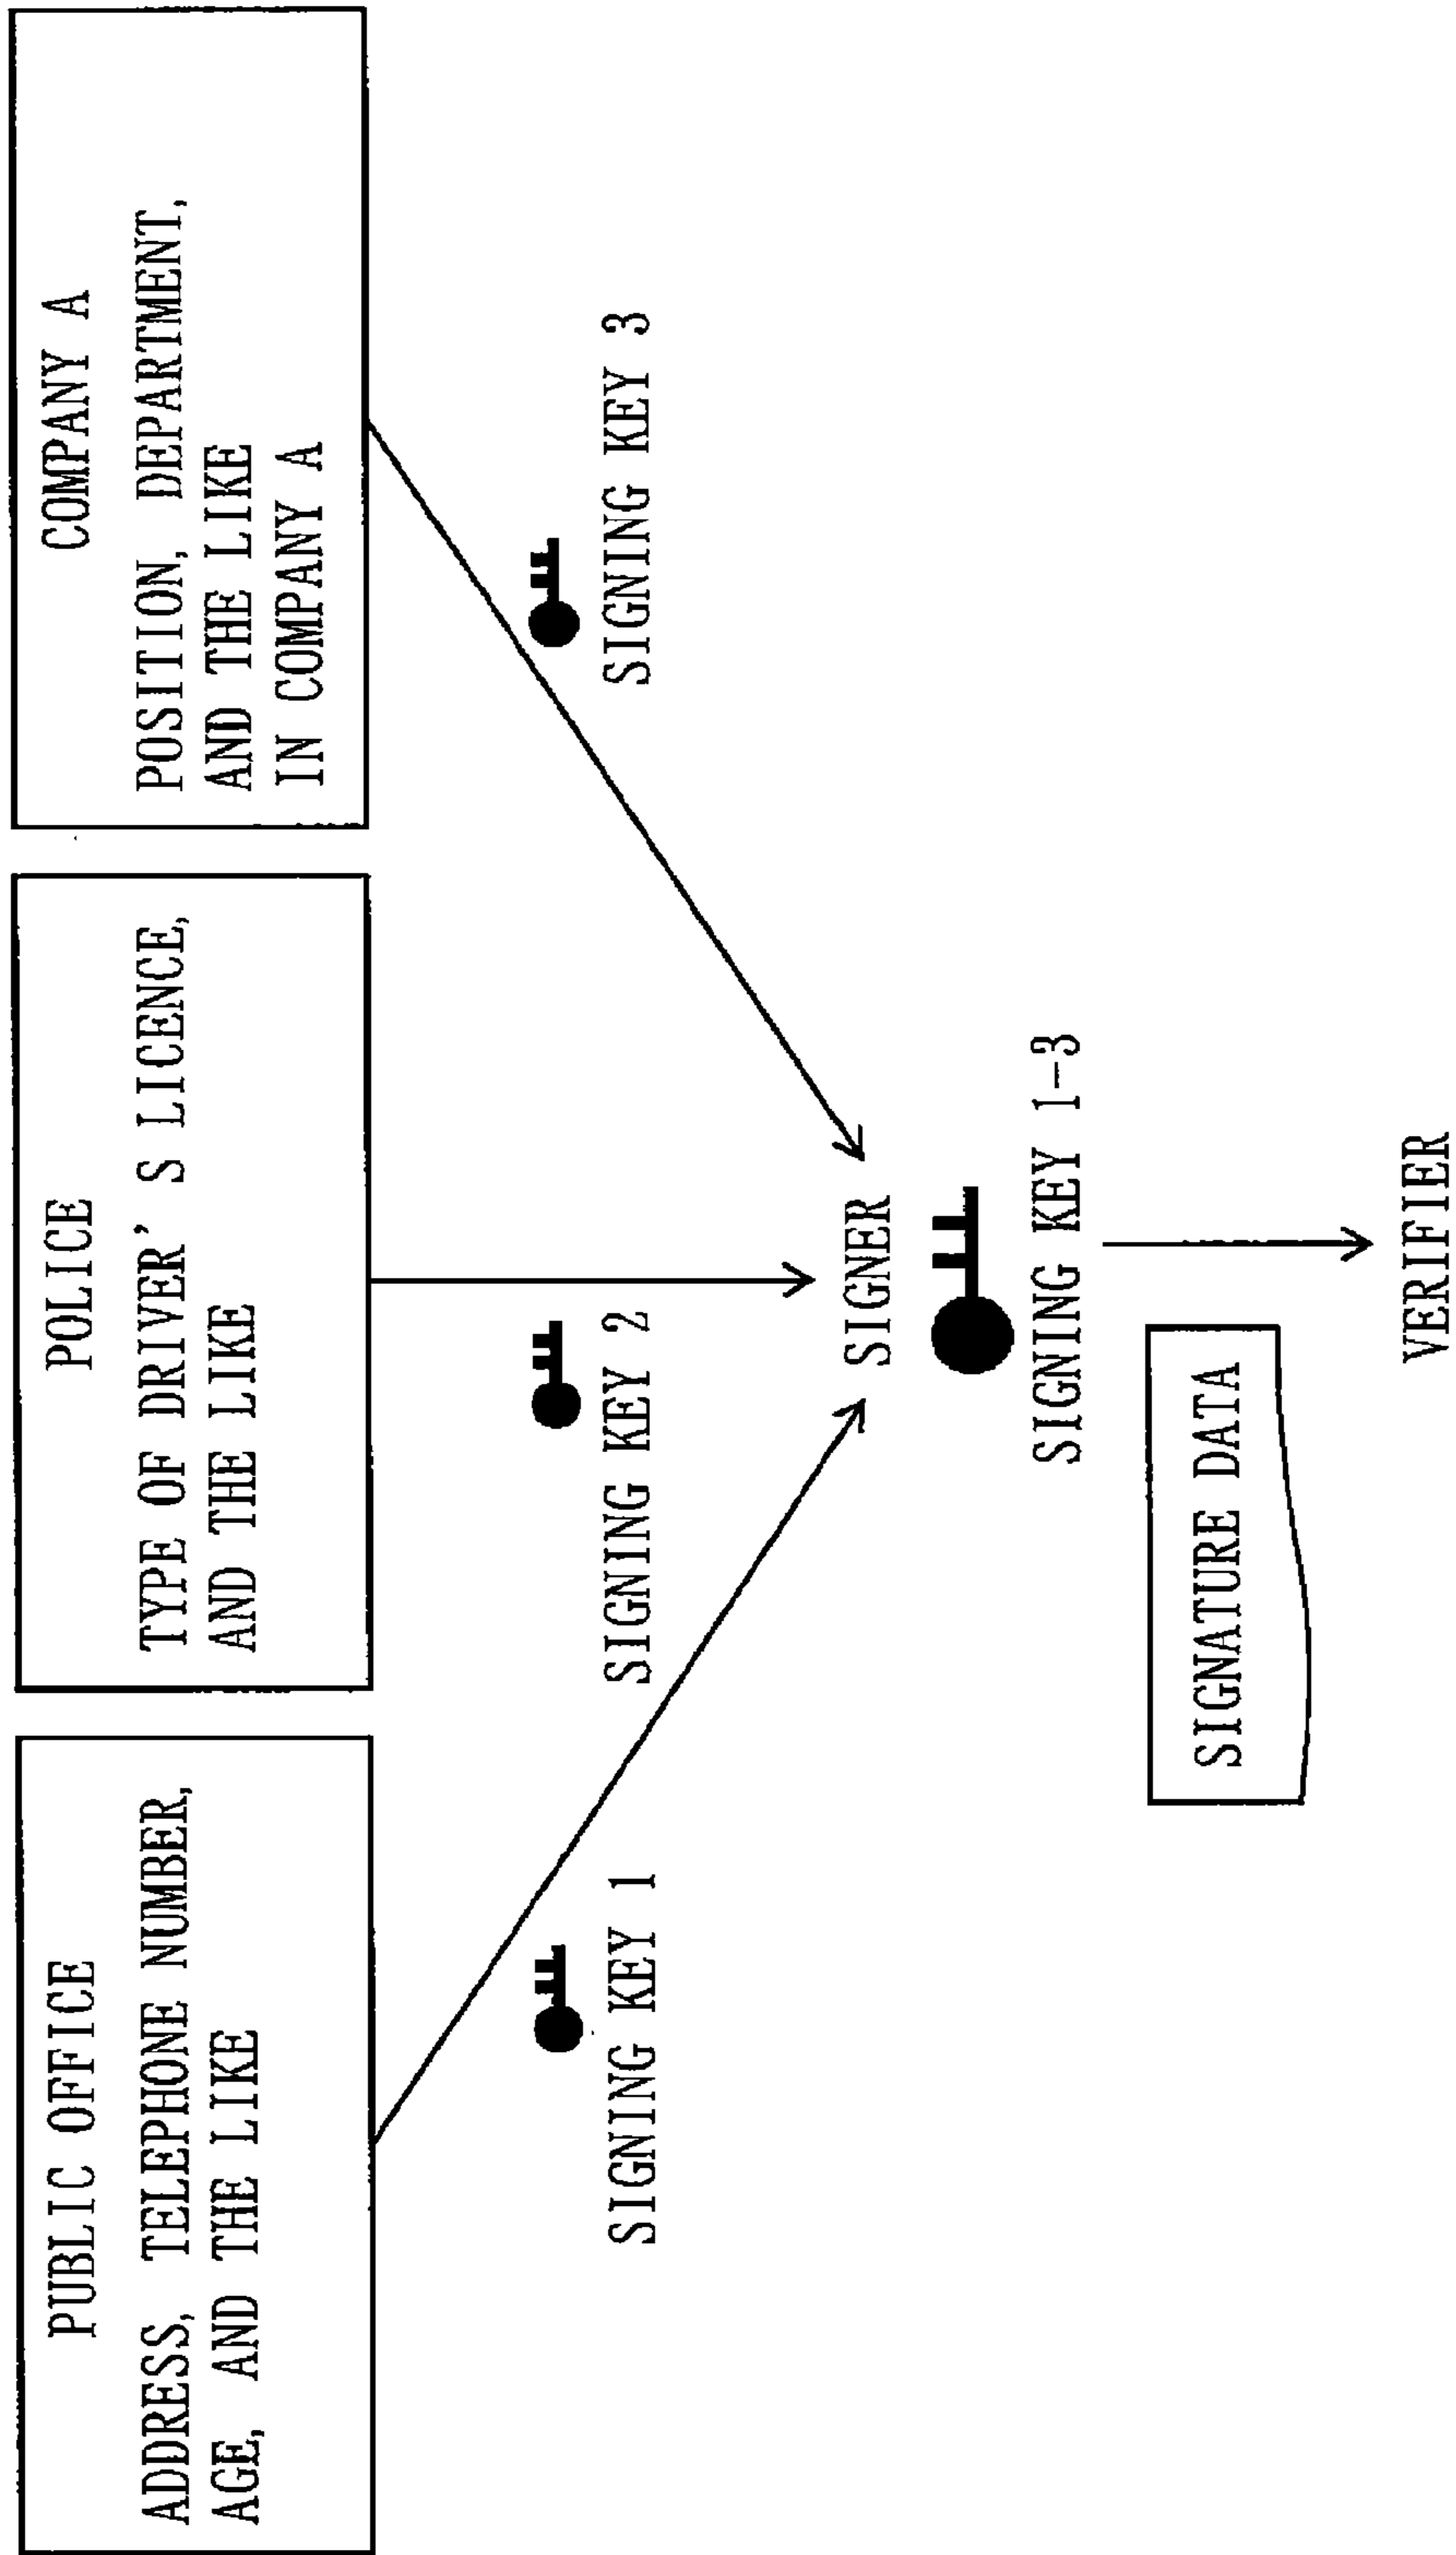 PUBLIC OFFICE
ADDRESS, TELEPHONE NUMBER,
AGE, AND THE LIKE
POLICE
TYPE OF DRIVER'S LICENCE,
AND THE LIKE
COMPANY A
POSITION, DEPARTMENT,
AND THE LIKE
IN COMPANY A
SIGNING KEY 1
SIGNING KEY 2
SIGNING KEY 3
SIGNER
SIGNING KEY 1-3
SIGNATURE DATA
VERIFIER